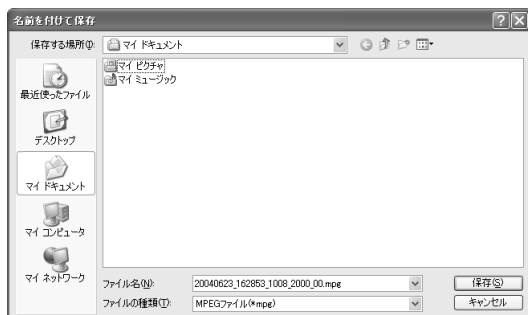 名前を付けて保存
保存する場所(I):
マイ ドキュメント
最近使ったファイル
デスクトップ
マイ ドキュメント
マイ コンピュータ
マイ ネットワーク
マイ ピクチャ
マイ ミュージック
ファイル名(N):
20040623_162853_1008_2000_00.mpg
保存(S)
ファイルの種類(T):
MPEGファイル(*mpg)
キャンセル